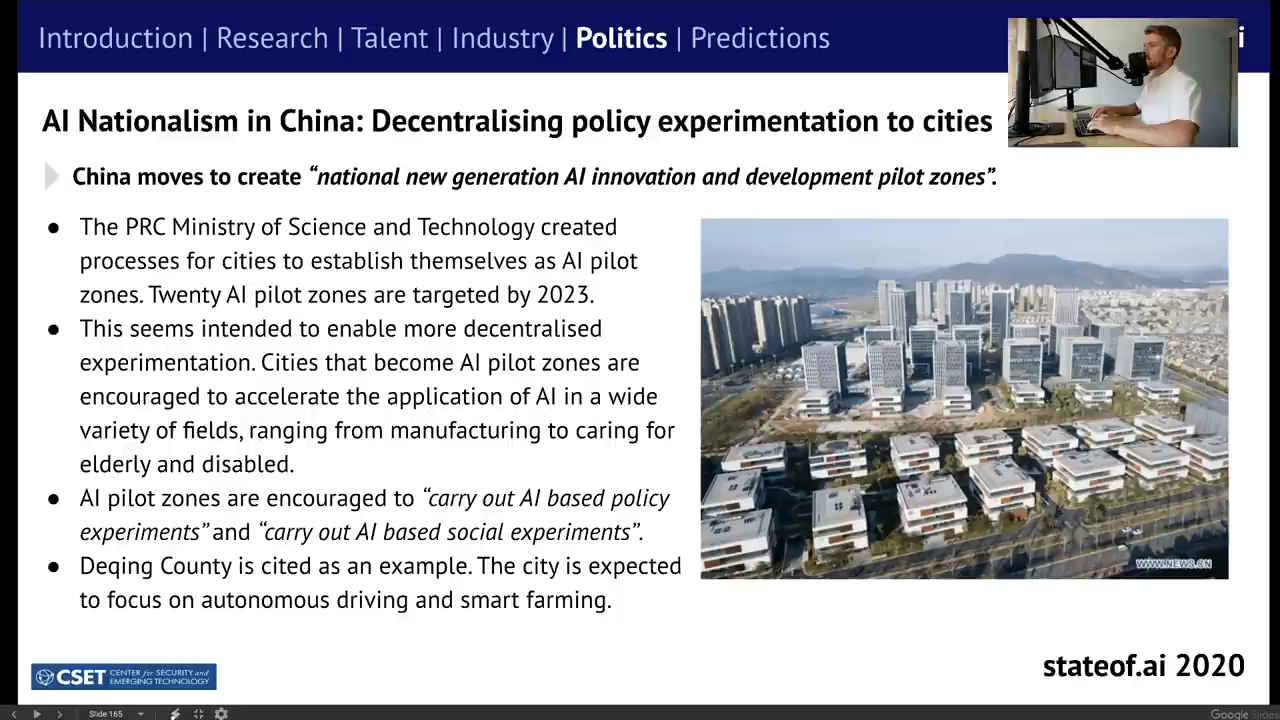 Introduction | Research | Talent | Industry | Politics | Predictions
i
AI Nationalism in China: Decentralising policy experimentation to cities
China moves to create “national new generation AI innovation and development pilot zones”.
● The PRC Ministry of Science and Technology created
processes for cities to establish themselves as AI pilot
zones. Twenty AI pilot zones are targeted by 2023.
● This seems intended to enable more decentralised
experimentation. Cities that become AI pilot zones are
encouraged to accelerate the application of AI in a wide
variety of fields, ranging from manufacturing to caring for
elderly and disabled.
● AI pilot zones are encouraged to “carry out AI based policy
experiments” and “carry out AI based social experiments”.
● Deqing County is cited as an example. The city is expected
to focus on autonomous driving and smart farming.
WWW.NEWS.CN
CSET CENTER for SECURITY and
EMERGING TECHNOLOGY
stateof.ai 2020
Slide 165
Google Slides